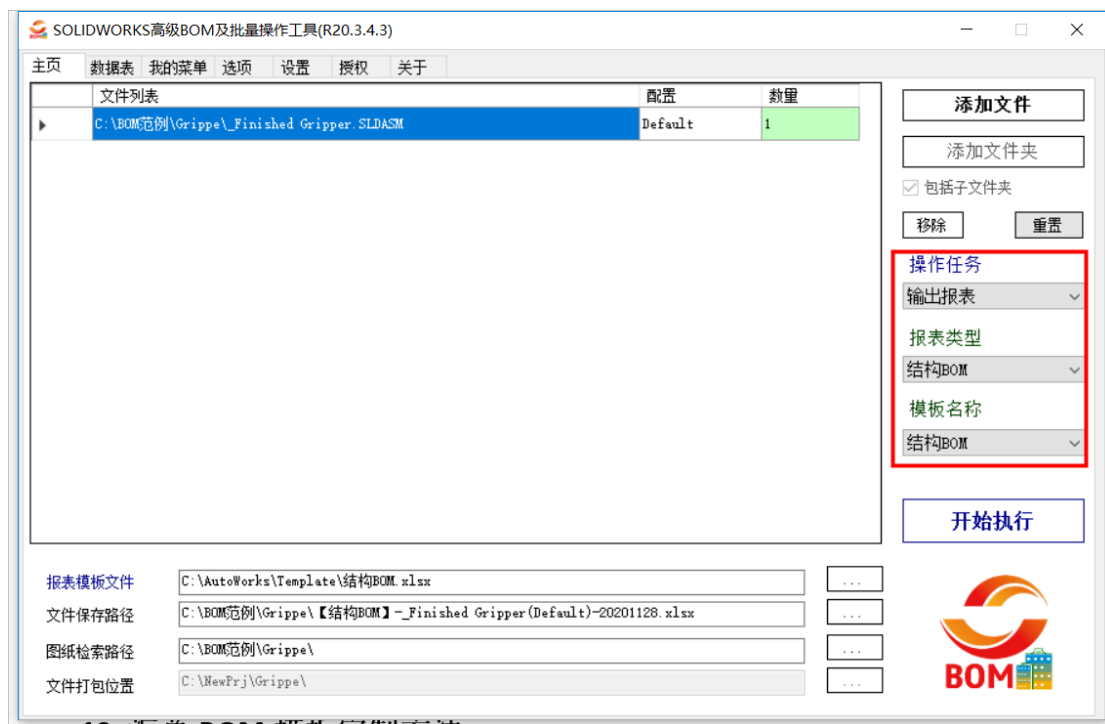 SOLIDWORKS高级BOM及批量操作工具(R20.3.4.3)
主页 数据表 我的菜单 选项 设置 授权 关于
文件列表 配置 数量
C:\BOM范例\Grippe\_Finished Gripper.SLDASM Default 1
添加文件
添加文件夹
包括子文件夹
移除 重置
操作任务
输出报表
报表类型
结构BOM
模板名称
结构BOM
开始执行
报表模板文件 C:\AutoWorks\Template\结构BOM.xlsx ...
文件保存路径 C:\BOM范例\Grippe\【结构BOM】-_Finished Gripper(Default)-20201128.xlsx ...
图纸检索路径 C:\BOM范例\Grippe\ ...
文件打包位置 C:\NewPrj\Grippe\ ...
BOM